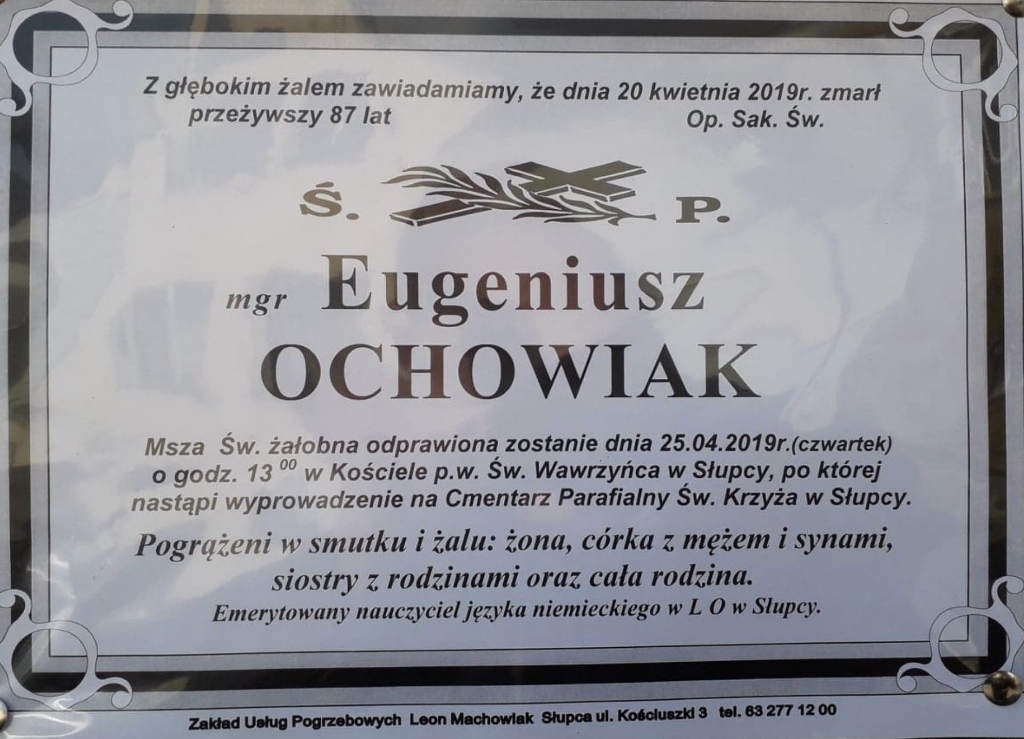 Z głębokim żalem zawiadamiamy, że dnia 20 kwietnia 2019r. zmarł
przeżywszy 87 lat Op. Sak. Św.
Ś. P.
mgr Eugeniusz
OCHOWIAK
Msza Św. żałobna odprawiona zostanie dnia 25.04.2019r.(czwartek)
o godz. 13 00 w Kościele p.w. Św. Wawrzyńca w Słupcy, po której
nastąpi wyprowadzenie na Cmentarz Parafialny Św. Krzyża w Słupcy.
Pogrążeni w smutku i żalu: żona, córka z mężem i synami,
siostry z rodzinami oraz cała rodzina.
Emerytowany nauczyciel języka niemieckiego w L O w Słupcy.
Zakład Usług Pogrzebowych Leon Machowiak Słupca ul. Kościuszki 3 tel. 63 277 12 00